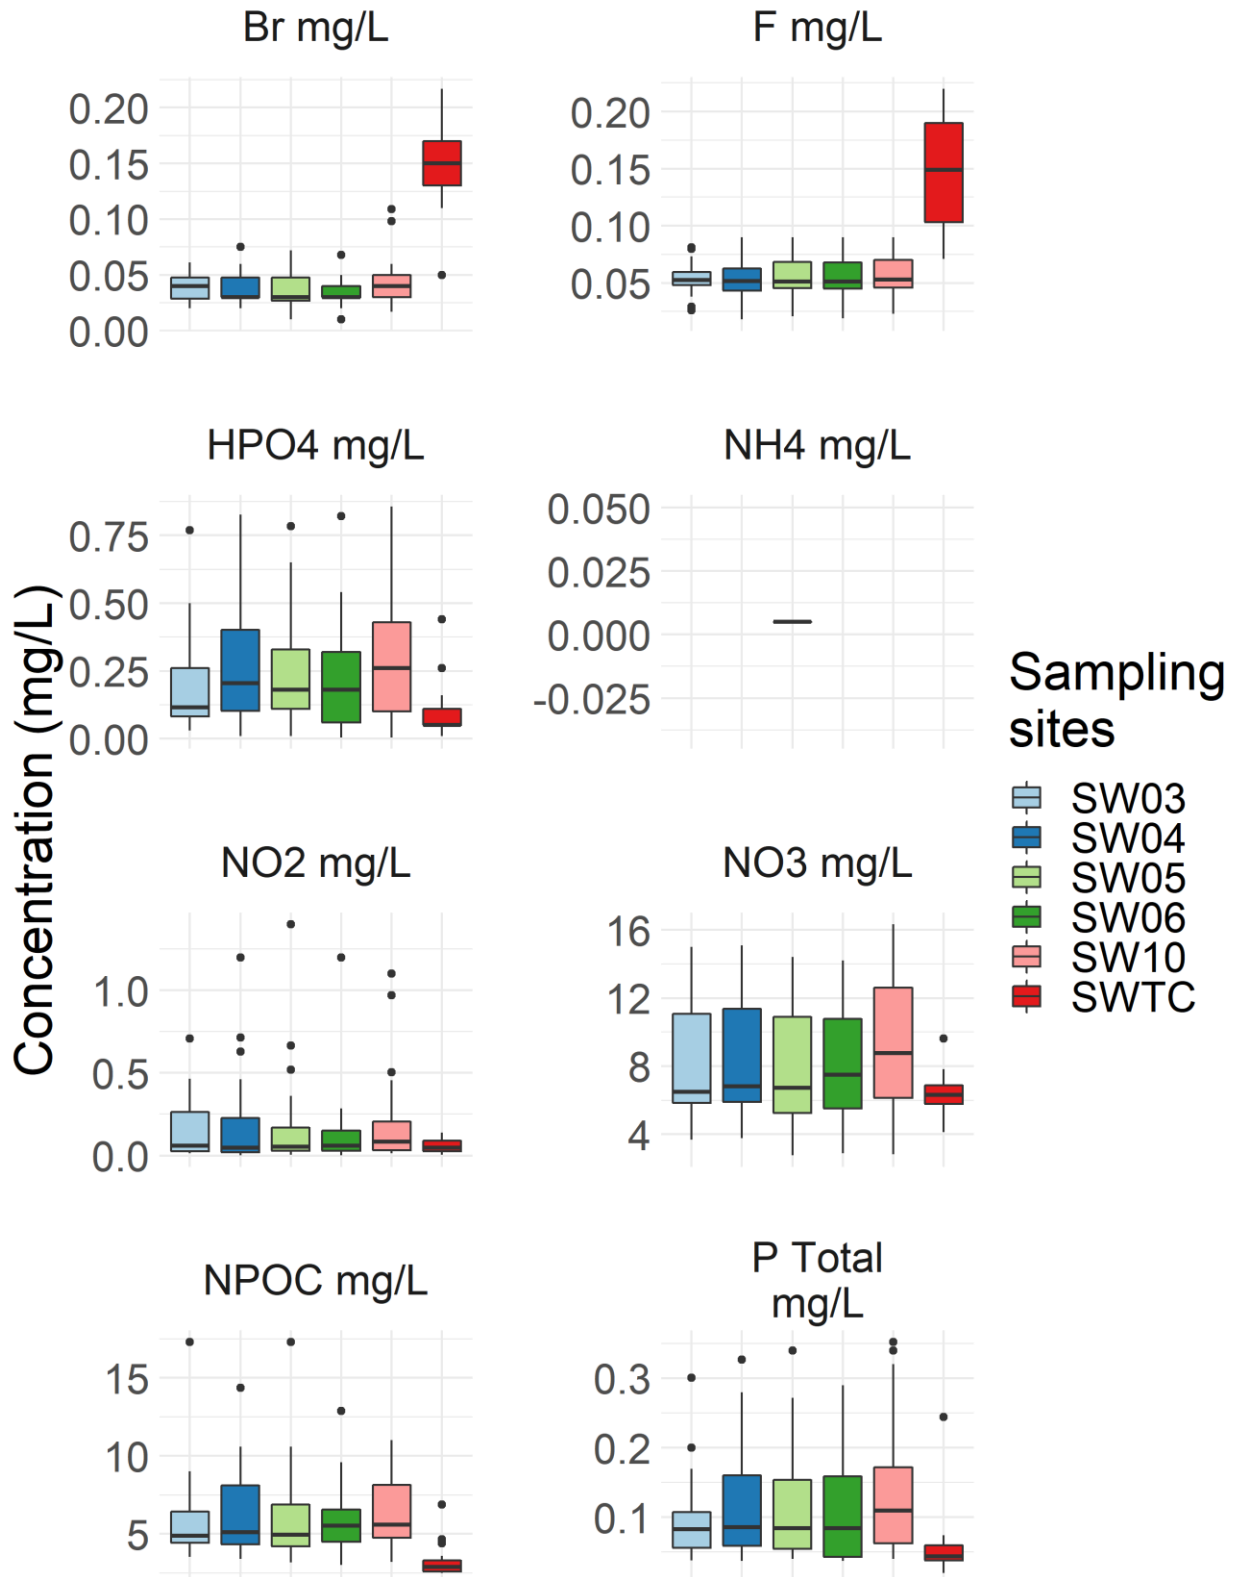 Br mg/L
F mg/L
0.20
0.15
0.10
0.05
0.00
0.20
0.15
0.10
0.05
HPO4 mg/L
NH4 mg/L
0.75
0.50
0.25
0.00
0.050
0.025
0.000
-0.025
Concentration (mg/L)
NO2 mg/L
NO3 mg/L
1.0
0.5
0.0
16
12
8
4
NPOC mg/L
P Total
mg/L
15
10
5
0.3
0.2
0.1
Sampling
sites
SW03
SW04
SW05
SW06
SW10
SWTC